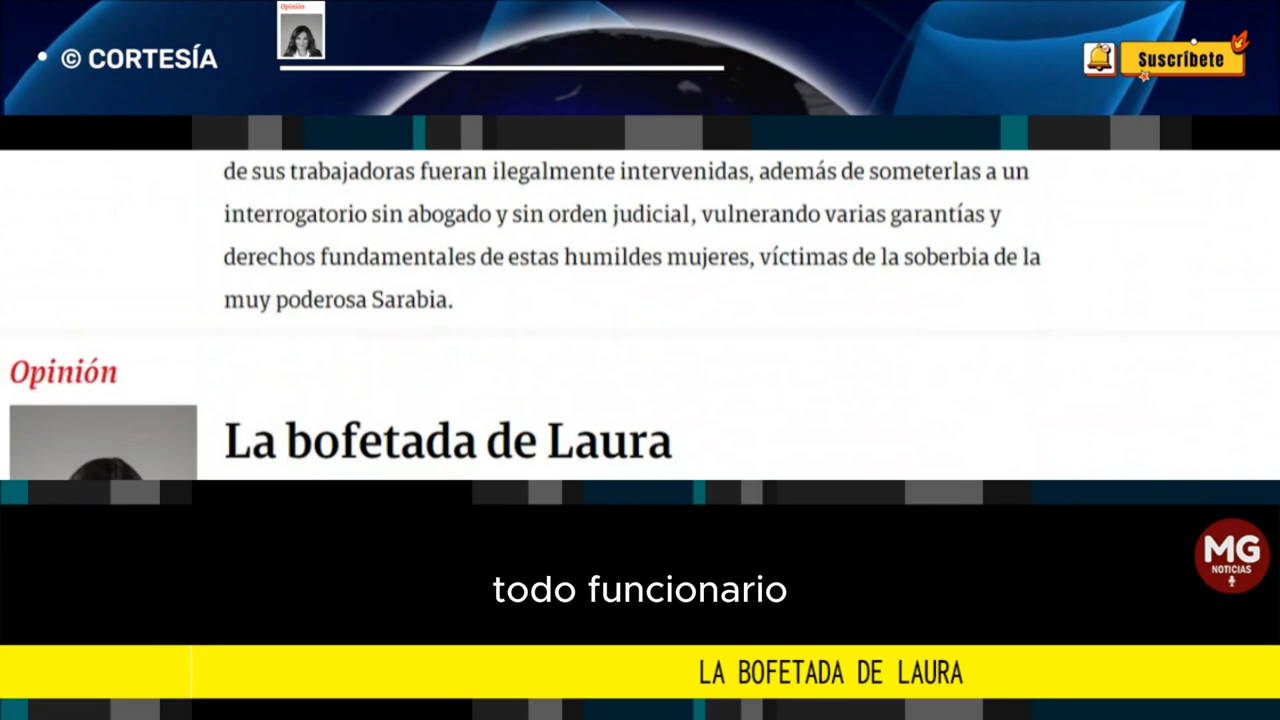 Opinión
© CORTESÍA
Suscríbete
de sus trabajadoras fueran ilegalmente intervenidas, además de someterlas a un
interrogatorio sin abogado y sin orden judicial, vulnerando varias garantías y
derechos fundamentales de estas humildes mujeres, víctimas de la soberbia de la
muy poderosa Sarabia.
Opinión
La bofetada de Laura
MG
NOTICIAS
todo funcionario
LA BOFETADA DE LAURA